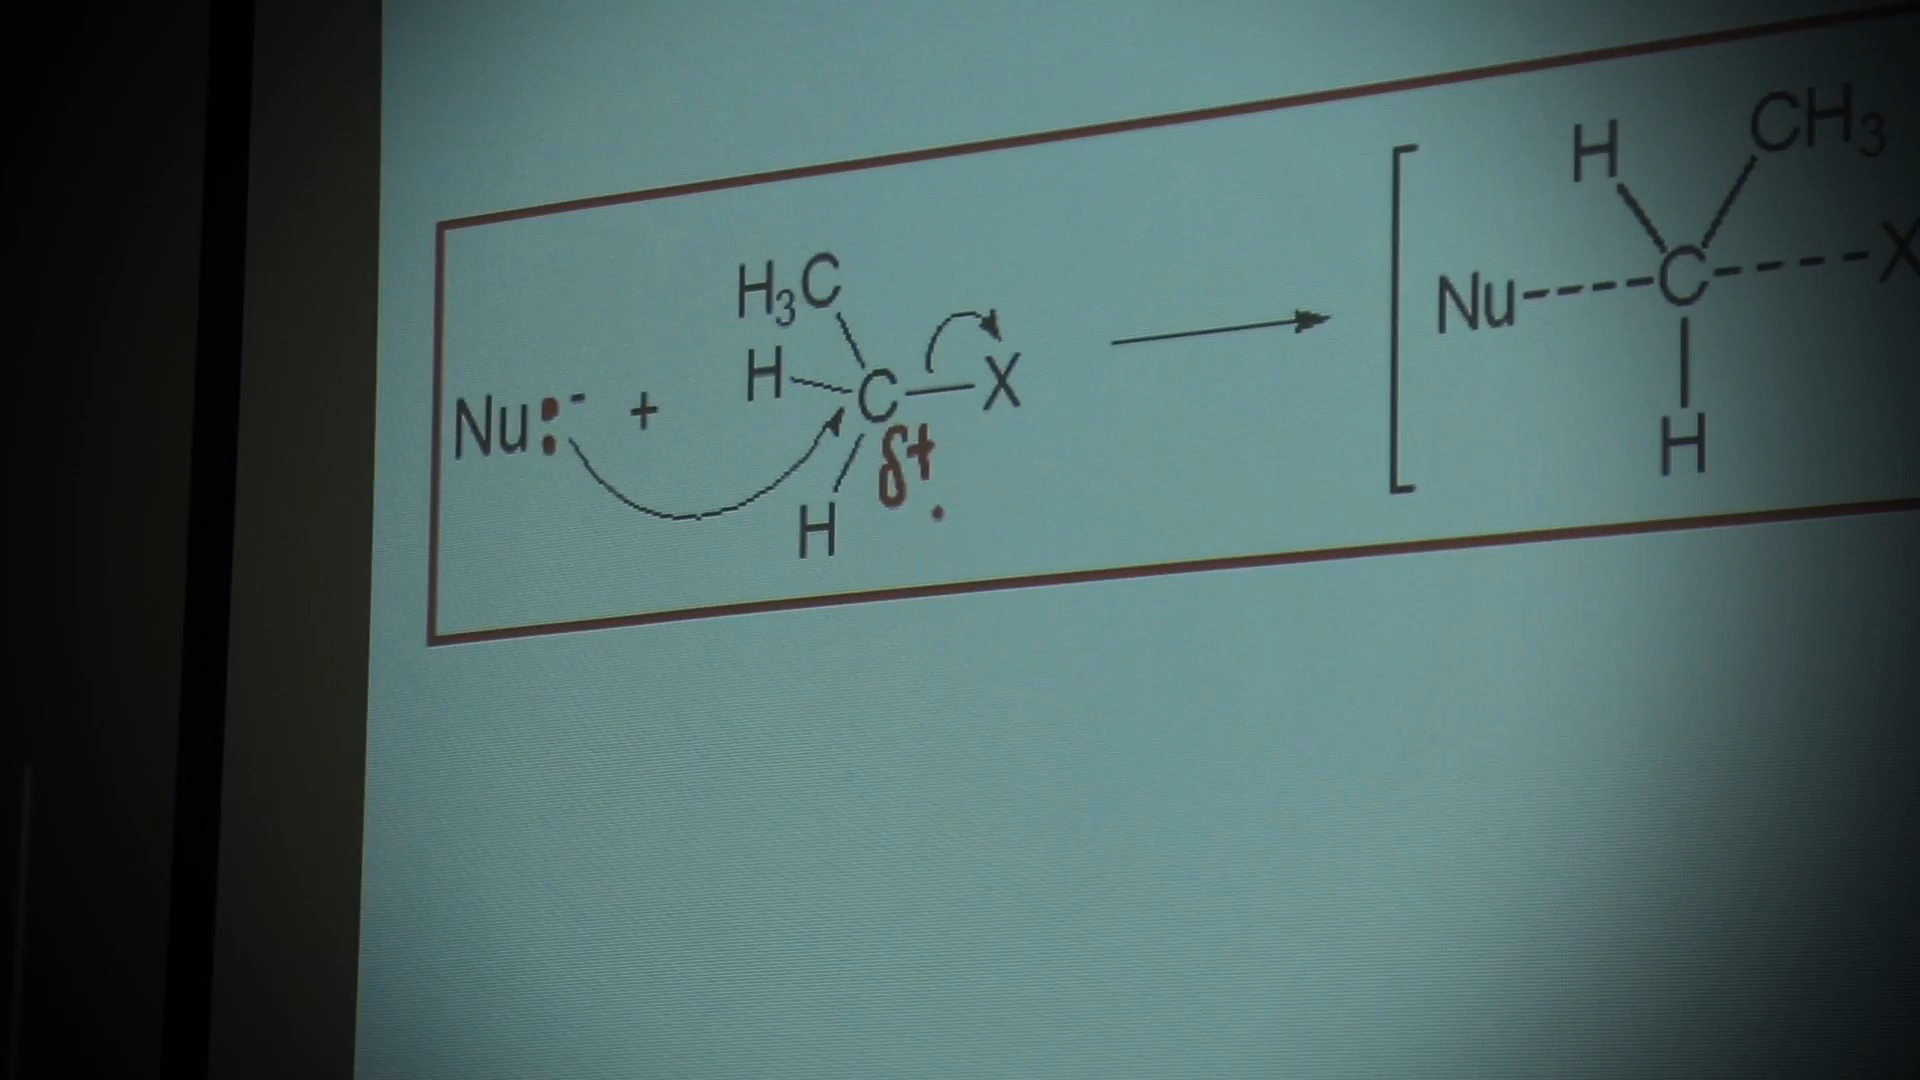 H CH₃
H₃C
Nu----C-----X
H C—X
Nu:⁻ +
δ+
H
H